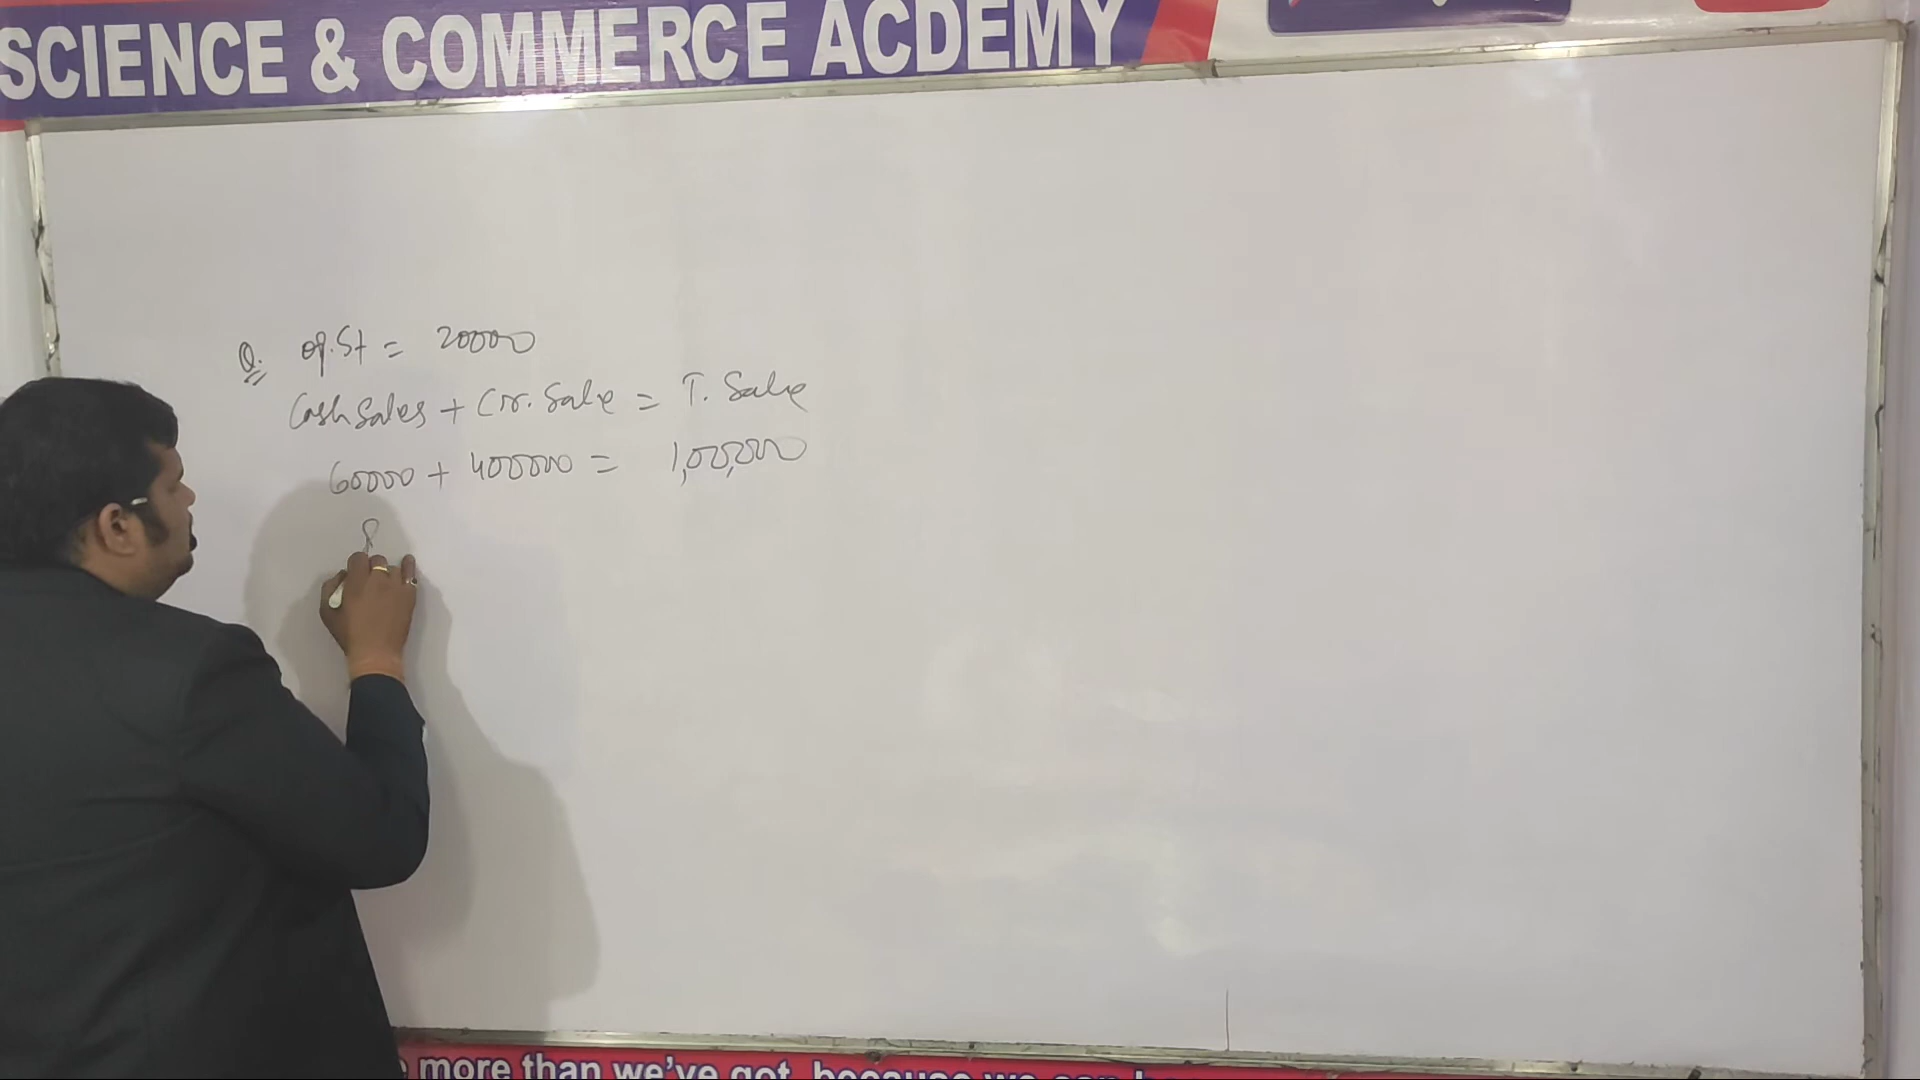 SCIENCE & COMMERCE ACDEMY
Q. op.St = 20000
Cash Sales + Cr. Sale = T. Sale
60000 + 400000 = 1,00,000
more than we've got, because we can